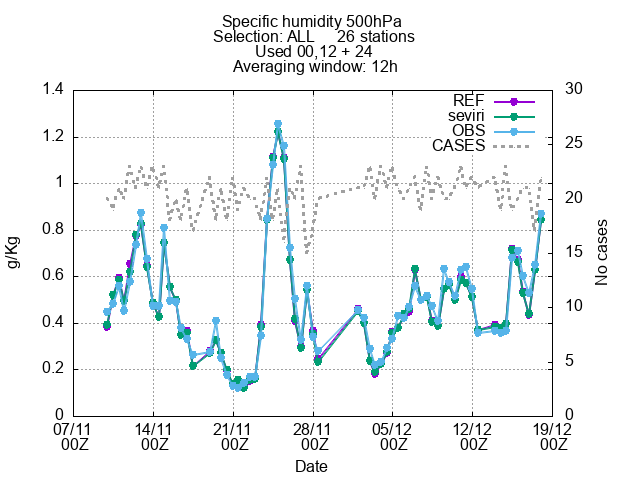 Specific humidity 500hPa
Selection: ALL 26 stations
Used 00,12 + 24
Averaging window: 12h
1.4 30
REF
seviri
OBS
CASES
1.2 25
1 20
0.8 15
0.6 10
0.4 5
0.2
0 0
g/Kg
No cases
07/11 14/11 21/11 28/11 05/12 12/12 19/12
00Z 00Z 00Z 00Z 00Z 00Z 00Z
Date